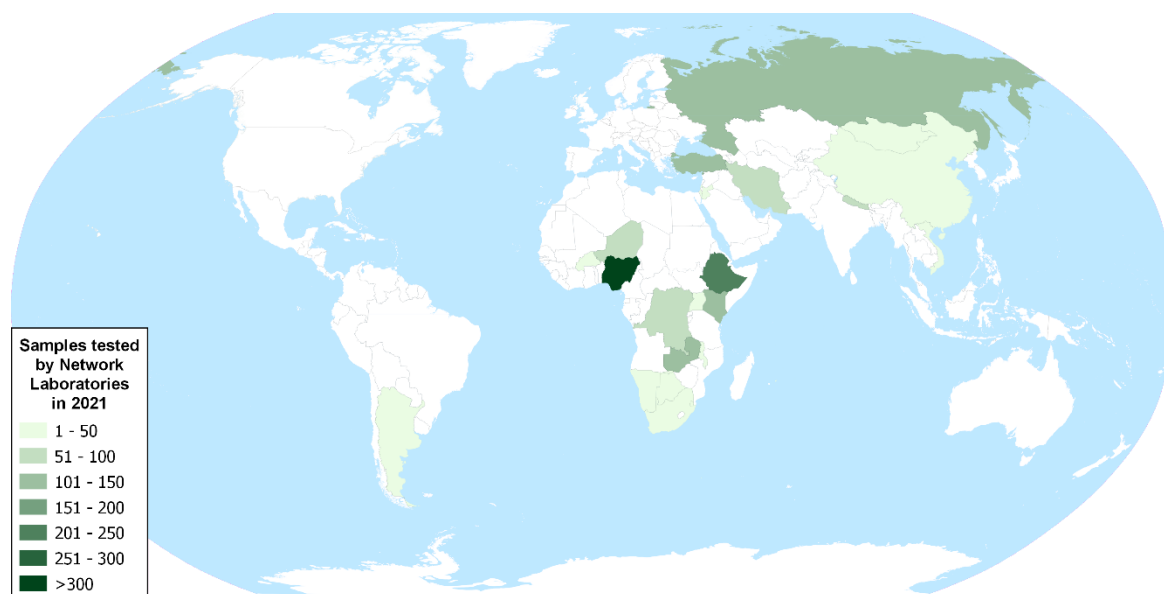 Samples tested
by Network
Laboratories
in 2021
1 - 50
51 - 100
101 - 150
151 - 200
201 - 250
251 - 300
>300